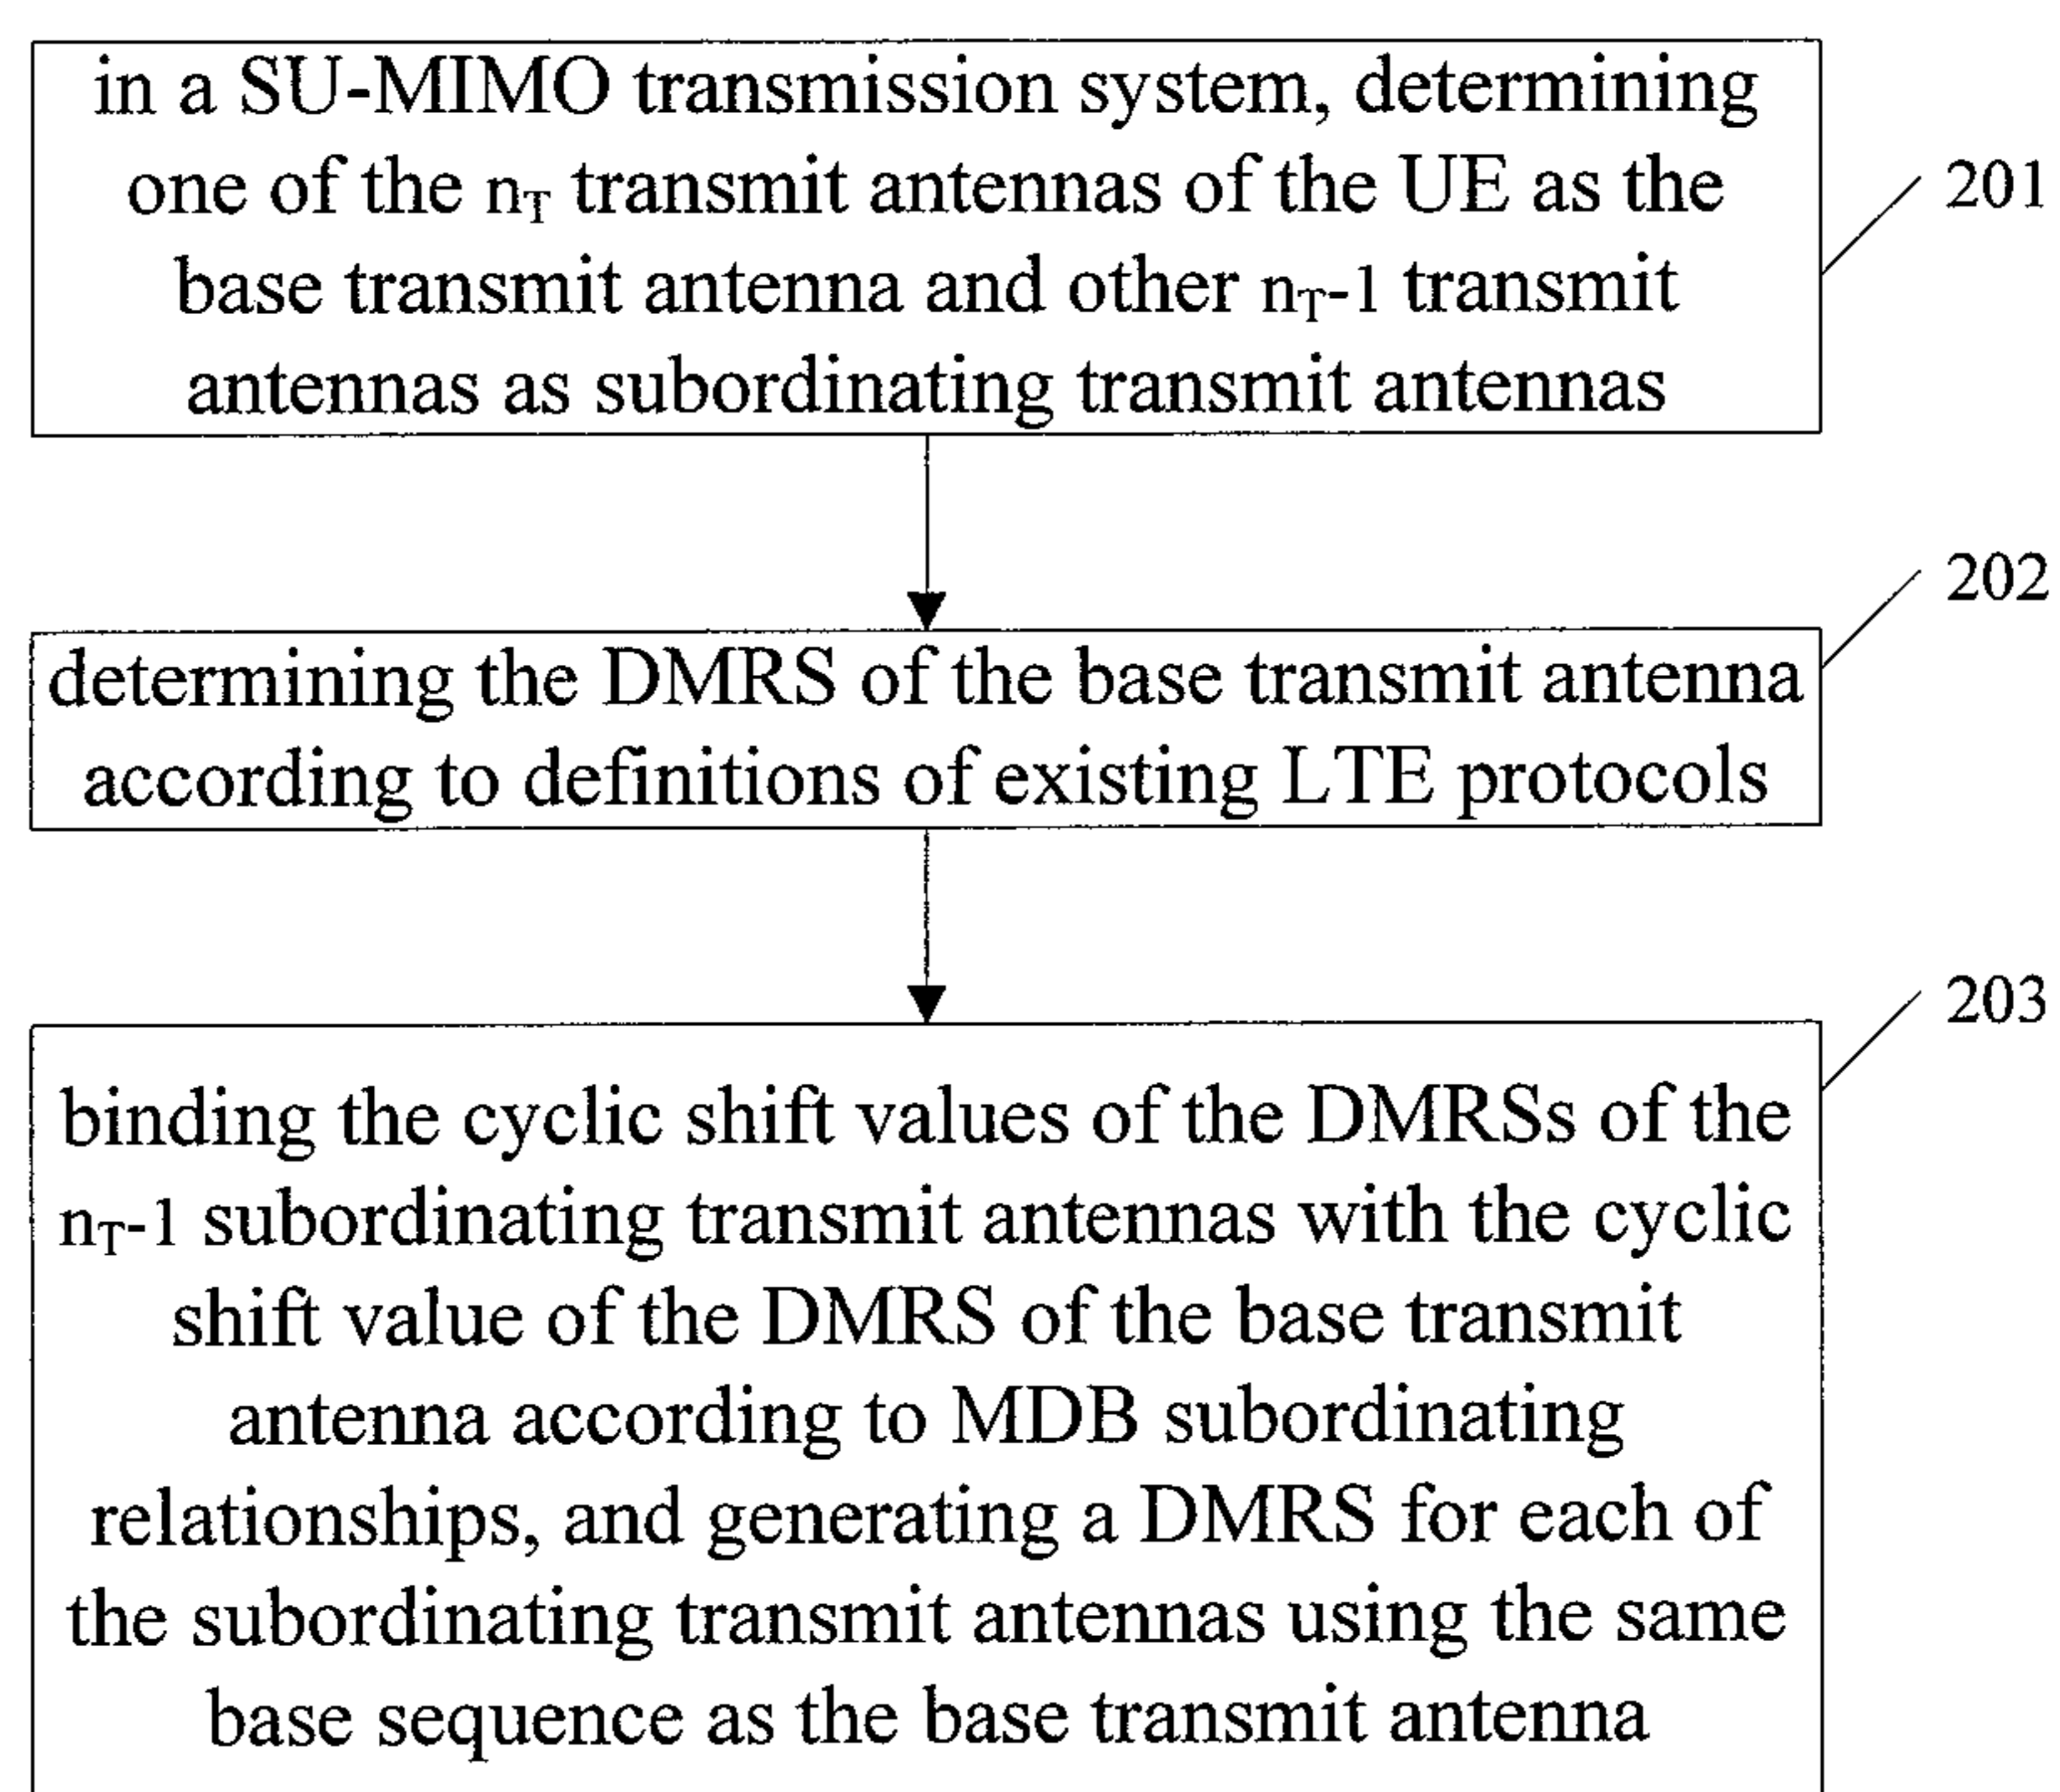 in a SU-MIMO transmission system, determining
one of the nT transmit antennas of the UE as the
base transmit antenna and other nT-1 transmit
antennas as subordinating transmit antennas
201
202
determining the DMRS of the base transmit antenna
according to definitions of existing LTE protocols
203
binding the cyclic shift values of the DMRSs of the
nT-1 subordinating transmit antennas with the cyclic
shift value of the DMRS of the base transmit
antenna according to MDB subordinating
relationships, and generating a DMRS for each of
the subordinating transmit antennas using the same
base sequence as the base transmit antenna